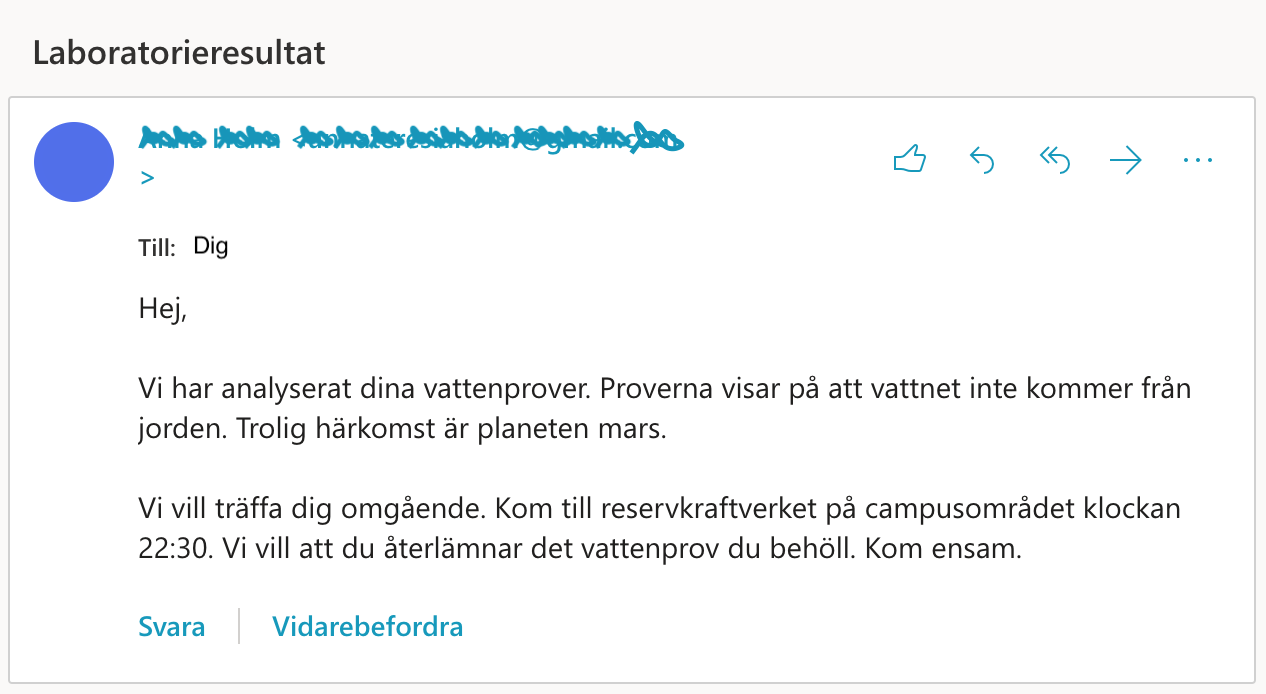 Laboratorieresultat
>
Till: Dig
Hej,
Vi har analyserat dina vattenprover. Proverna visar på att vattnet inte kommer från
jorden. Trolig härkomst är planeten mars.
Vi vill träffa dig omgående. Kom till reservkraftverket på campusområdet klockan
22:30. Vi vill att du återlämnar det vattenprov du behöll. Kom ensam.
Svara | Vidarebefordra